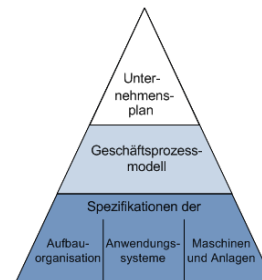 Unter-
nehmens-
plan
Geschäftsprozess-
modell
Spezifikationen der
Aufbau-
organisation
Anwendungs-
systeme
Maschinen
und Anlagen